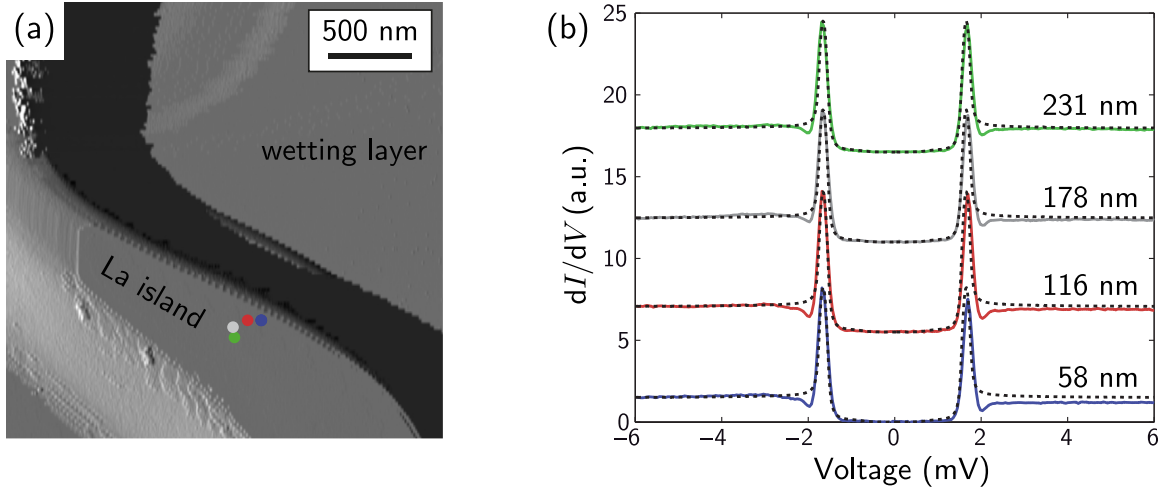 (a)
500 nm
wetting layer
La island
(b)
dI/dV (a.u.)
25
20
15
10
5
0
231 nm
178 nm
116 nm
58 nm
−6 −4 −2 0 2 4 6
Voltage (mV)